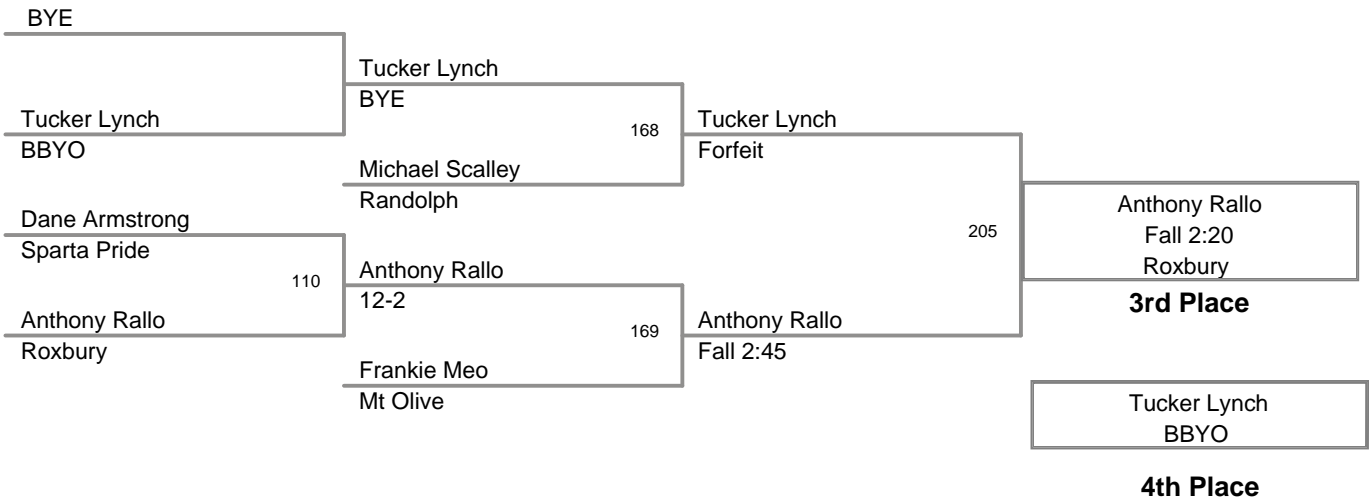 BYE
Tucker Lynch
BYE
Tucker Lynch
BBYO
168
Tucker Lynch
Forfeit
Michael Scalley
Randolph
Dane Armstrong
Sparta Pride
205
Anthony Rallo
Fall 2:20
Roxbury
3rd Place
110
Anthony Rallo
12-2
Anthony Rallo
Roxbury
169
Anthony Rallo
Fall 2:45
Frankie Meo
Mt Olive
Tucker Lynch
BBYO
4th Place